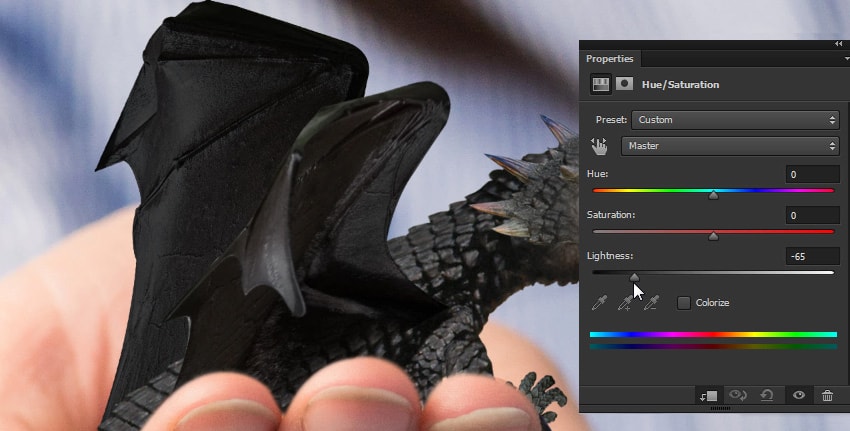 Properties
Hue/Saturation
Preset: Custom
Master
Hue: 0
Saturation: 0
Lightness: -65
Colorize